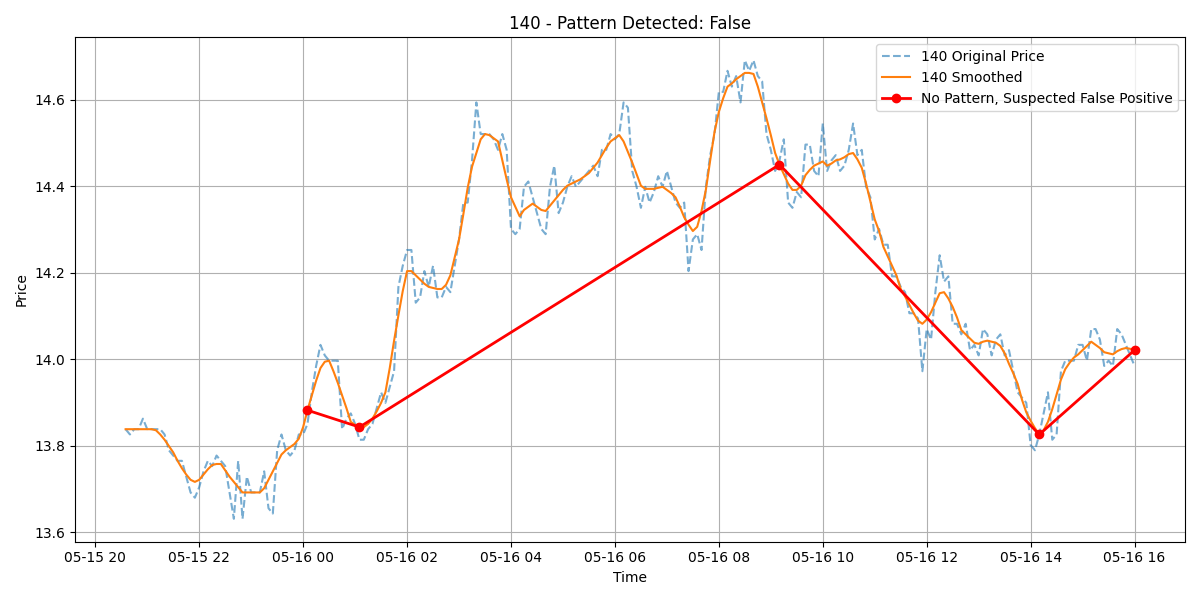 140 - Pattern Detected: False
140 Original Price
140 Smoothed
No Pattern, Suspected False Positive
Price
14.6
14.4
14.2
14.0
13.8
13.6
05-15 20 05-15 22 05-16 00 05-16 02 05-16 04 05-16 06 05-16 08 05-16 10 05-16 12 05-16 14 05-16 16
Time